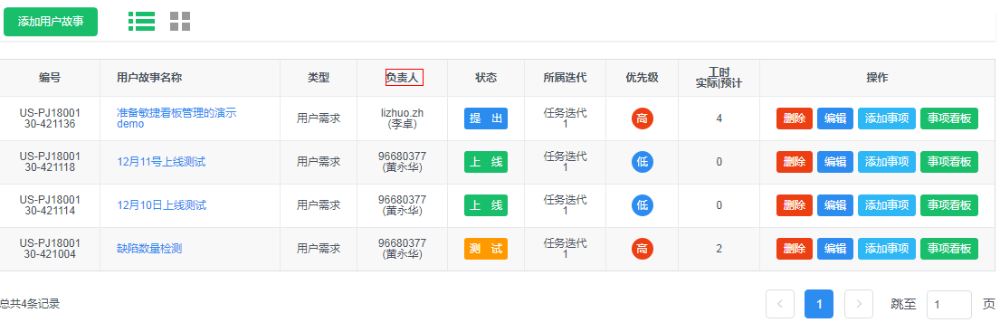 添加用户故事
编号 用户故事名称 类型 负责人 状态 所属迭代 优先级 工时 实际|预计 操作
US-PJ18001 30-421136 准备敏捷看板管理的演示 demo 用户需求 lizhuo.zh (李卓) 提 出 任务迭代 1 高 4 删除 编辑 添加事项 事项看板
US-PJ18001 30-421118 12月11号上线测试 用户需求 96680377 (黄永华) 上 线 任务迭代 1 低 0 删除 编辑 添加事项 事项看板
US-PJ18001 30-421114 12月10日上线测试 用户需求 96680377 (黄永华) 上 线 任务迭代 1 低 0 删除 编辑 添加事项 事项看板
US-PJ18001 30-421004 缺陷数量检测 用户需求 96680377 (黄永华) 测 试 任务迭代 1 高 2 删除 编辑 添加事项 事项看板
总共4条记录 1 跳至 1 页